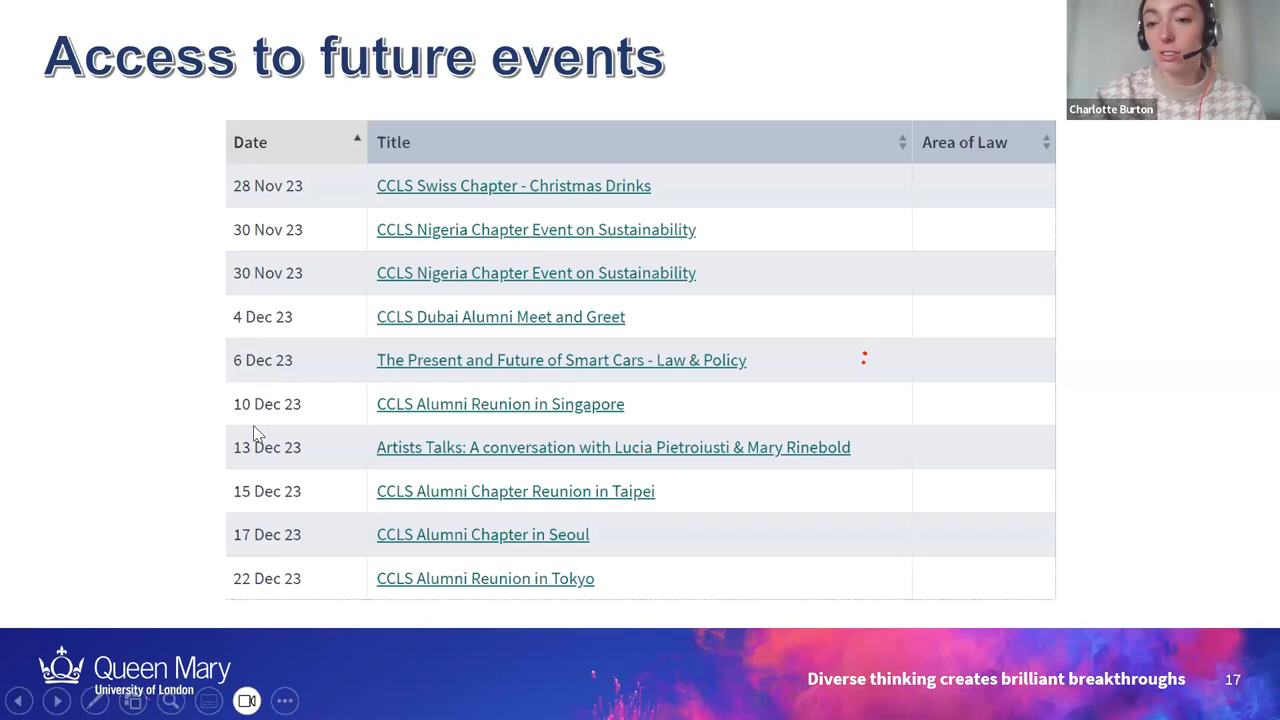 Access to future events
Charlotte Burton
Date Title Area of Law
28 Nov 23 CCLS Swiss Chapter - Christmas Drinks
30 Nov 23 CCLS Nigeria Chapter Event on Sustainability
30 Nov 23 CCLS Nigeria Chapter Event on Sustainability
4 Dec 23 CCLS Dubai Alumni Meet and Greet
6 Dec 23 The Present and Future of Smart Cars - Law & Policy
10 Dec 23 CCLS Alumni Reunion in Singapore
13 Dec 23 Artists Talks: A conversation with Lucia Pietroiusti & Mary Rinebold
15 Dec 23 CCLS Alumni Chapter Reunion in Taipei
17 Dec 23 CCLS Alumni Chapter in Seoul
22 Dec 23 CCLS Alumni Reunion in Tokyo
Queen Mary
University of London
Diverse thinking creates brilliant breakthroughs 17